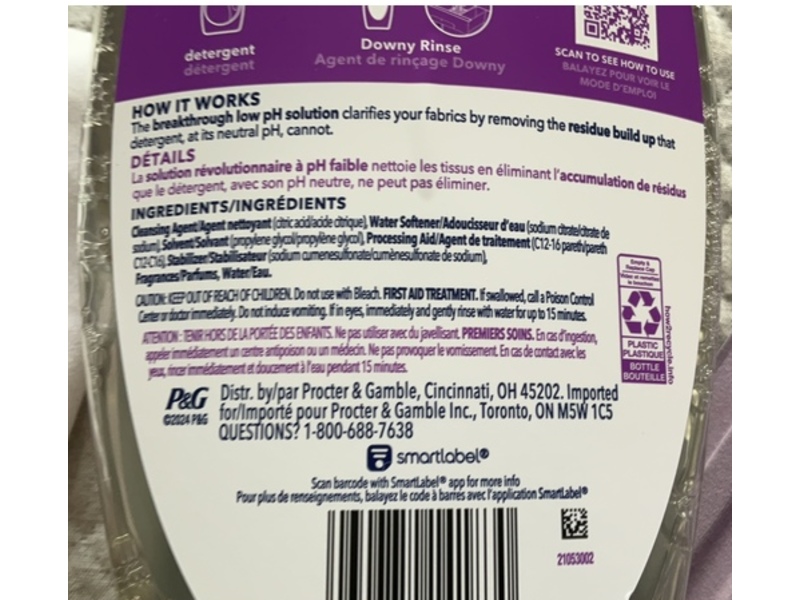 detergent
détergent
Downy Rinse
Agent de rinçage Downy
SCAN TO SEE HOW TO USE
BALAYEZ POUR VOIR LE
MODE D'EMPLOI
HOW IT WORKS
The breakthrough low pH solution clarifies your fabrics by removing the residue build up that
detergent, at its neutral pH, cannot.
DÉTAILS
La solution révolutionnaire à pH faible nettoie les tissus en éliminant l'accumulation de résidus
que le détergent, avec son pH neutre, ne peut pas éliminer.
INGREDIENTS/INGRÉDIENTS
Cleansing Agent/Agent nettoyant (citric acid/acide citrique), Water Softener/Adoucisseur d'eau (sodium citrate/citrate de
sodium), Solvent/Solvant (propylene glycol/propylène glycol), Processing Aid/Agent de traitement (C12-16 pareth/pareth
C12-C16), Stabilizer/Stabilisateur (sodium cumenesulfonate/cumènesulfonate de sodium),
Fragrances/Parfums, Water/Eau.
CAUTION: KEEP OUT OF REACH OF CHILDREN. Do not use with Bleach. FIRST AID TREATMENT. If swallowed, call a Poison Control
Center or doctor immediately. Do not induce vomiting. If in eyes, immediately and gently rinse with water for up to 15 minutes.
ATTENTION : TENIR HORS DE LA PORTÉE DES ENFANTS. Ne pas utiliser avec du javellisant. PREMIERS SOINS. En cas d'ingestion,
appeler immédiatement un centre antipoison ou un médecin. Ne pas provoquer le vomissement. En cas de contact avec les
yeux, rincer immédiatement et doucement à l'eau pendant 15 minutes.
Empty &
Replace Cap
Videz et remettez
le bouchon
PLASTIC
PLASTIQUE
BOTTLE
BOUTEILLE
how2recycle.info
P&G
©2024 P&G
Distr. by/par Procter & Gamble, Cincinnati, OH 45202. Imported
for/Importé pour Procter & Gamble Inc., Toronto, ON M5W 1C5
QUESTIONS? 1-800-688-7638
smartlabel
Scan barcode with SmartLabel® app for more info
Pour plus de renseignements, balayez le code à barres avec l'application SmartLabel®
21053002